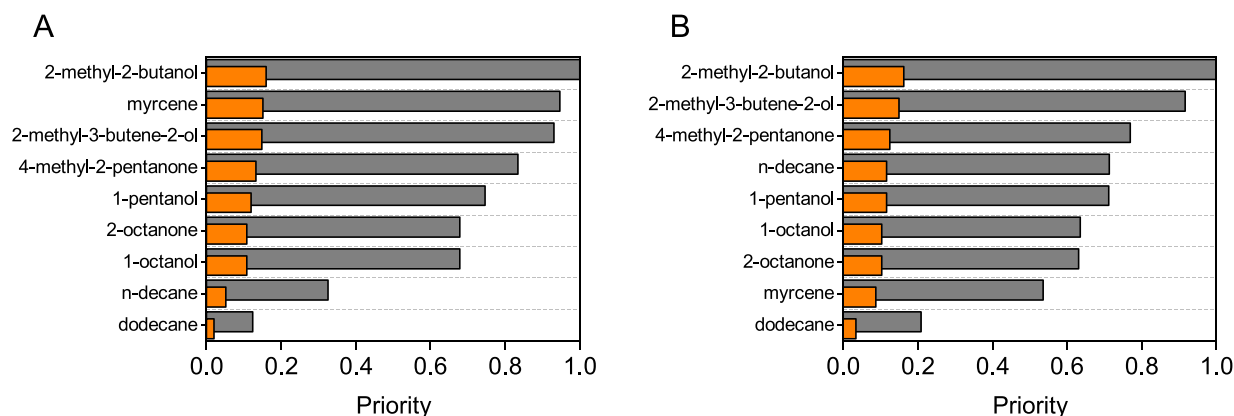 A
2-methyl-2-butanol
myrcene
2-methyl-3-butene-2-ol
4-methyl-2-pentanone
1-pentanol
2-octanone
1-octanol
n-decane
dodecane
0.0 0.2 0.4 0.6 0.8 1.0
Priority
B
2-methyl-2-butanol
2-methyl-3-butene-2-ol
4-methyl-2-pentanone
n-decane
1-pentanol
1-octanol
2-octanone
myrcene
dodecane
0.0 0.2 0.4 0.6 0.8 1.0
Priority